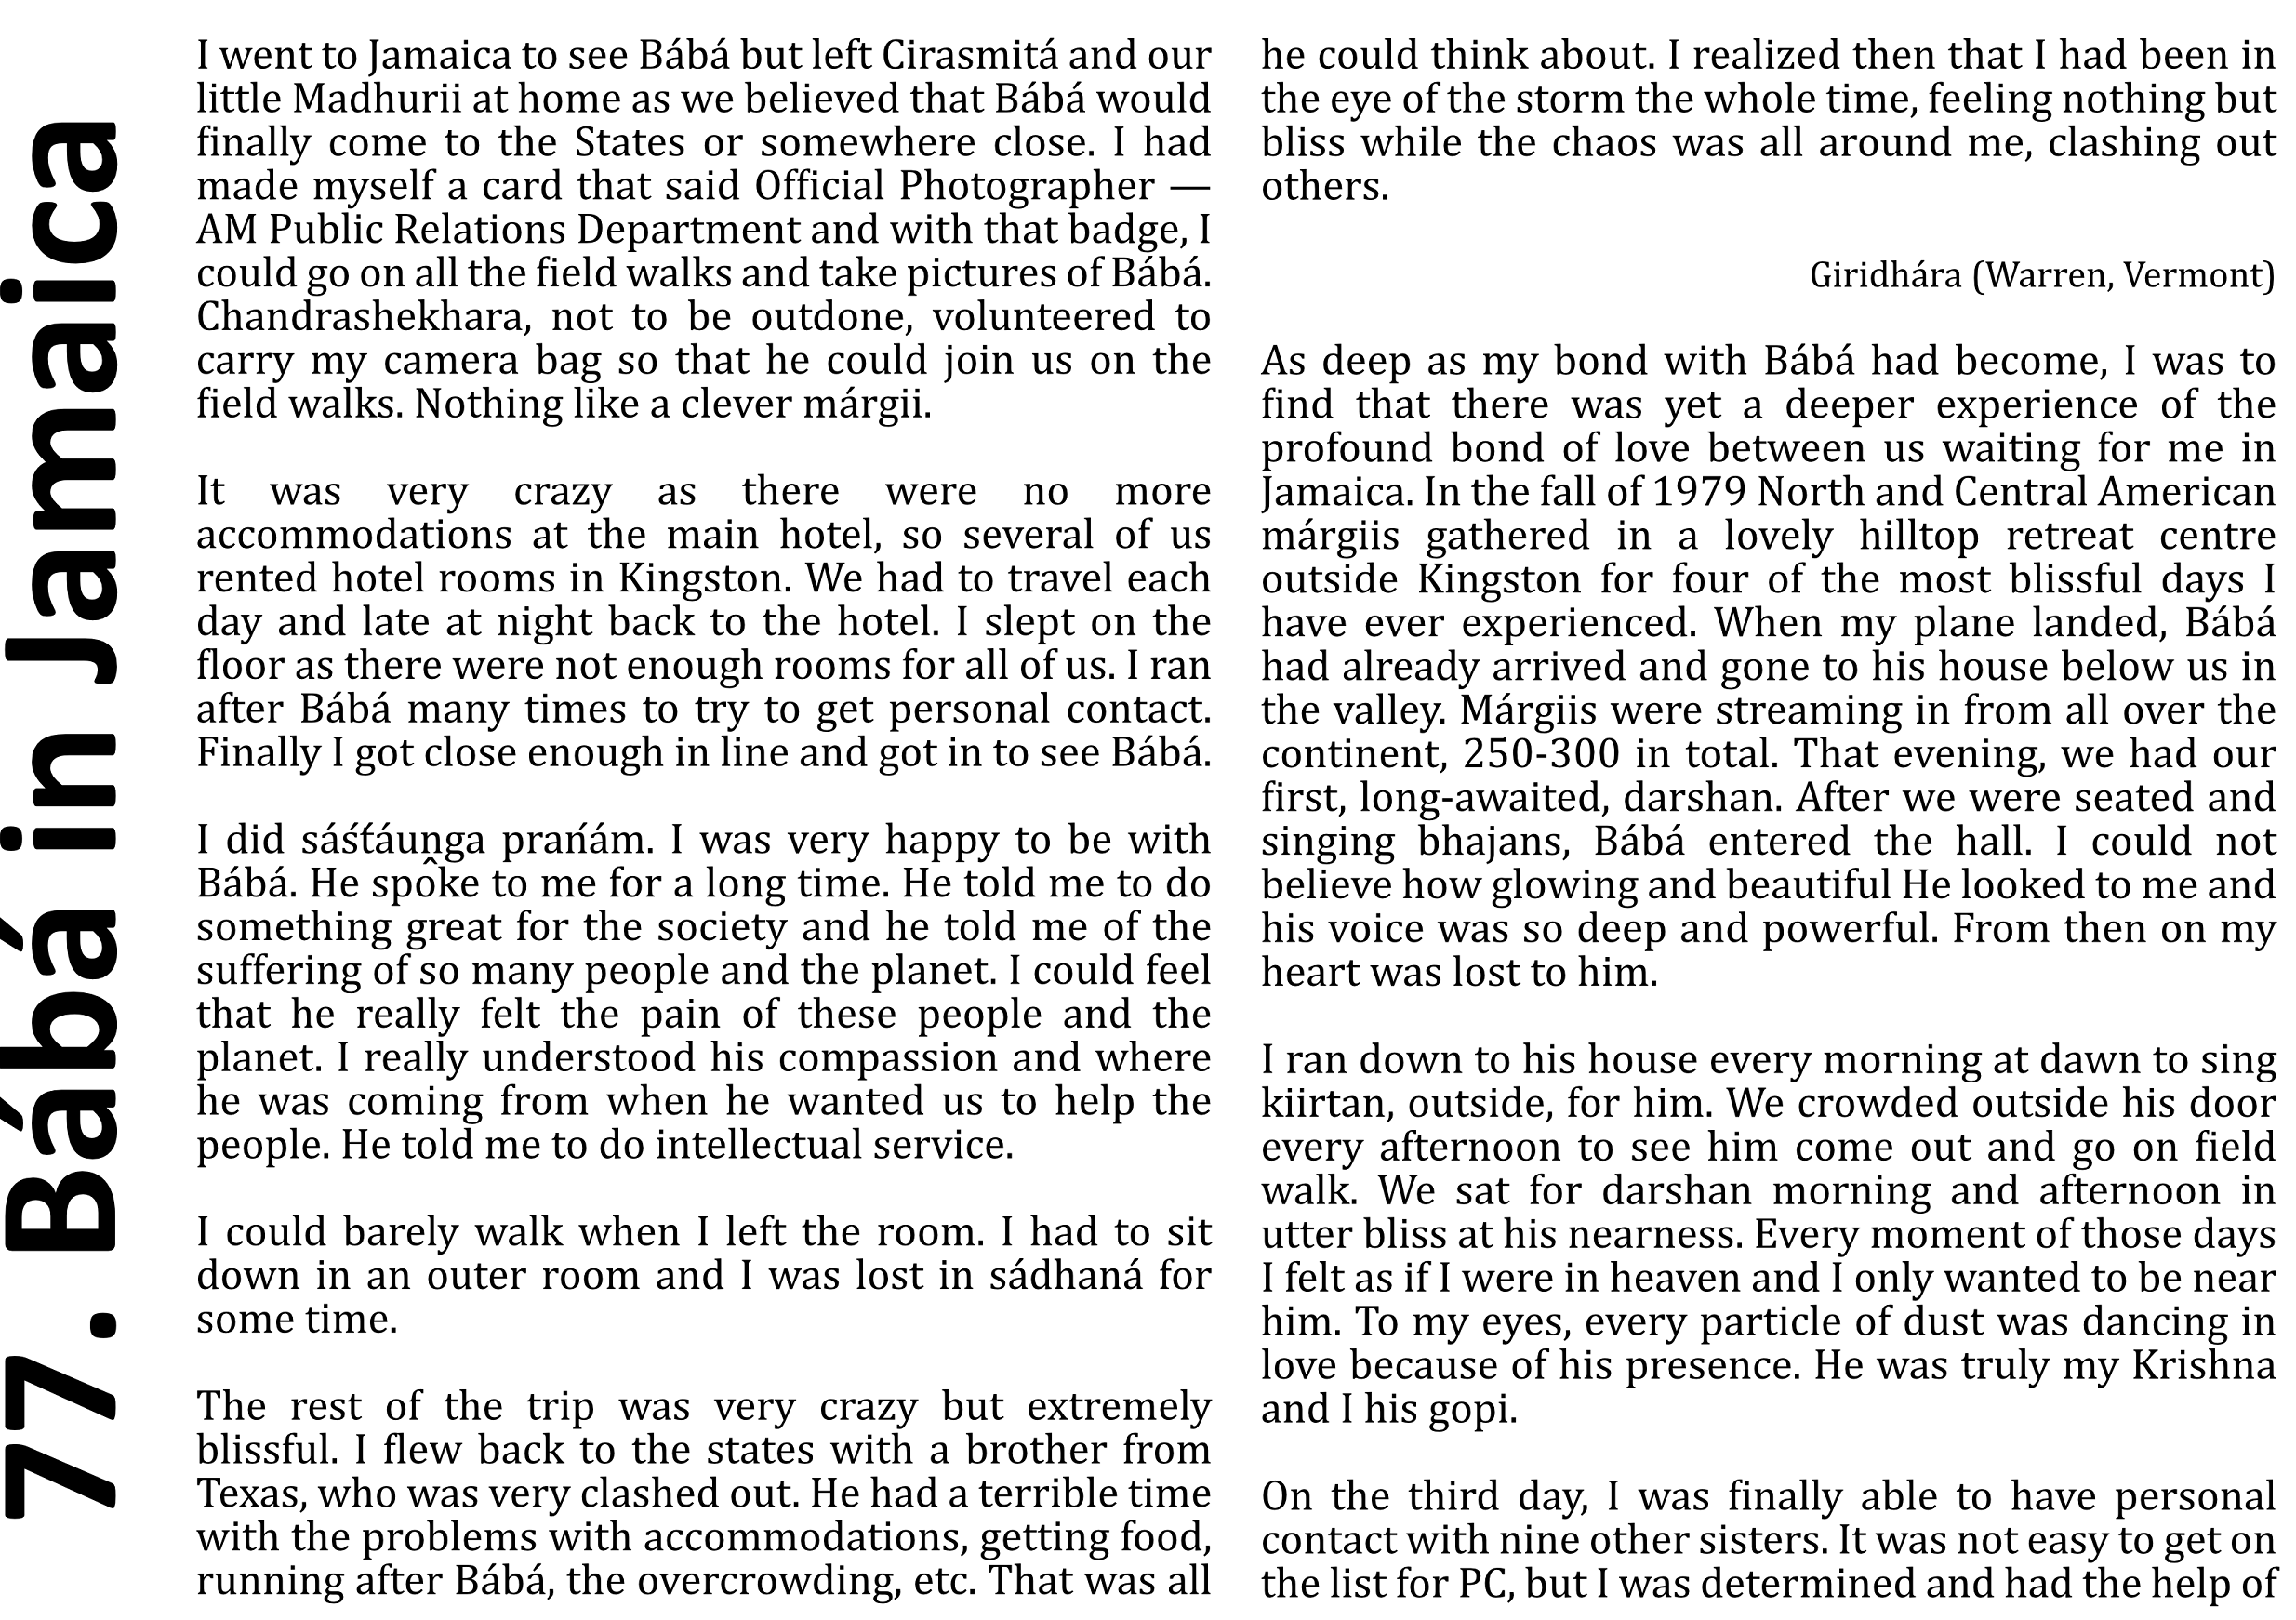 77. Bábá in Jamaica
I went to Jamaica to see Bábá but left Cirasmitá and our
little Madhurii at home as we believed that Bábá would
finally come to the States or somewhere close. I had
made myself a card that said Official Photographer —
AM Public Relations Department and with that badge, I
could go on all the field walks and take pictures of Bábá.
Chandrashekhara, not to be outdone, volunteered to
carry my camera bag so that he could join us on the
field walks. Nothing like a clever márgii.
It was very crazy as there were no more
accommodations at the main hotel, so several of us
rented hotel rooms in Kingston. We had to travel each
day and late at night back to the hotel. I slept on the
floor as there were not enough rooms for all of us. I ran
after Bábá many times to try to get personal contact.
Finally I got close enough in line and got in to see Bábá.
I did sáśt́áuṋga prańám. I was very happy to be with
Bábá. He spoke to me for a long time. He told me to do
something great for the society and he told me of the
suffering of so many people and the planet. I could feel
that he really felt the pain of these people and the
planet. I really understood his compassion and where
he was coming from when he wanted us to help the
people. He told me to do intellectual service.
I could barely walk when I left the room. I had to sit
down in an outer room and I was lost in sádhaná for
some time.
The rest of the trip was very crazy but extremely
blissful. I flew back to the states with a brother from
Texas, who was very clashed out. He had a terrible time
with the problems with accommodations, getting food,
running after Bábá, the overcrowding, etc. That was all
he could think about. I realized then that I had been in
the eye of the storm the whole time, feeling nothing but
bliss while the chaos was all around me, clashing out
others.
Giridhára (Warren, Vermont)
As deep as my bond with Bábá had become, I was to
find that there was yet a deeper experience of the
profound bond of love between us waiting for me in
Jamaica. In the fall of 1979 North and Central American
márgiis gathered in a lovely hilltop retreat centre
outside Kingston for four of the most blissful days I
have ever experienced. When my plane landed, Bábá
had already arrived and gone to his house below us in
the valley. Márgiis were streaming in from all over the
continent, 250-300 in total. That evening, we had our
first, long-awaited, darshan. After we were seated and
singing bhajans, Bábá entered the hall. I could not
believe how glowing and beautiful He looked to me and
his voice was so deep and powerful. From then on my
heart was lost to him.
I ran down to his house every morning at dawn to sing
kiirtan, outside, for him. We crowded outside his door
every afternoon to see him come out and go on field
walk. We sat for darshan morning and afternoon in
utter bliss at his nearness. Every moment of those days
I felt as if I were in heaven and I only wanted to be near
him. To my eyes, every particle of dust was dancing in
love because of his presence. He was truly my Krishna
and I his gopi.
On the third day, I was finally able to have personal
contact with nine other sisters. It was not easy to get on
the list for PC, but I was determined and had the help of